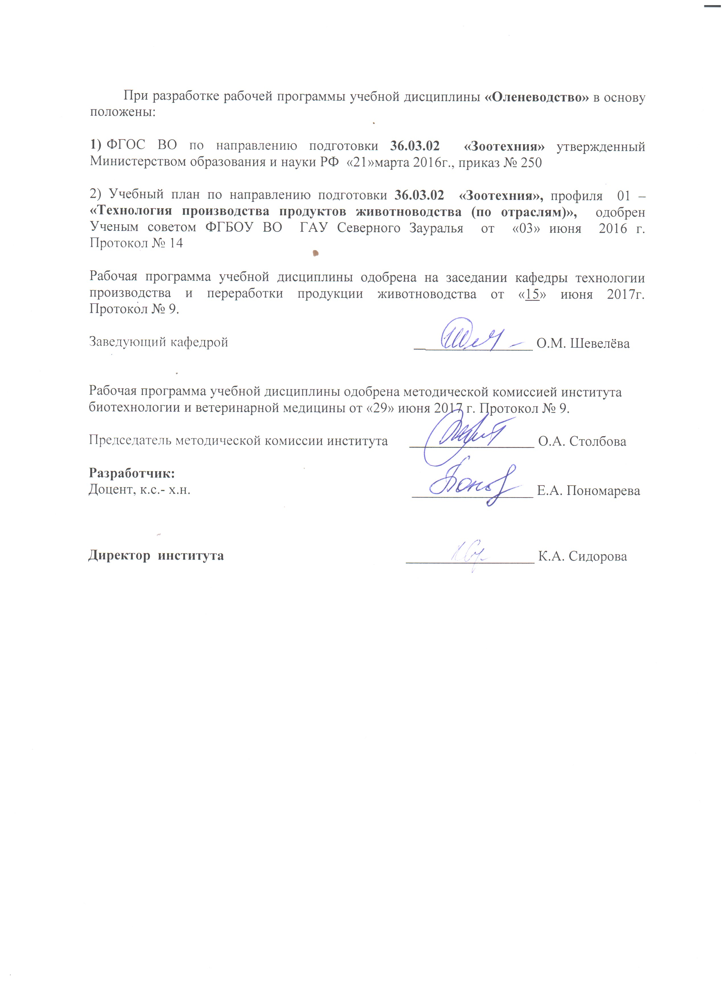 При разработке рабочей программы учебной дисциплины «Оленеводство» в основу
положены:
1) ФГОС ВО по направлению подготовки 36.03.02 «Зоотехния» утвержденный
Министерством образования и науки РФ «21»марта 2016г., приказ № 250
2) Учебный план по направлению подготовки 36.03.02 «Зоотехния», профиля 01 –
«Технология производства продуктов животноводства (по отраслям)», одобрен
Ученым советом ФГБОУ ВО ГАУ Северного Зауралья от «03» июня 2016 г.
Протокол № 14
Рабочая программа учебной дисциплины одобрена на заседании кафедры технологии
производства и переработки продукции животноводства от «15» июня 2017г.
Протокол № 9.
Заведующий кафедрой О.М. Шевелёва
Рабочая программа учебной дисциплины одобрена методической комиссией института
биотехнологии и ветеринарной медицины от «29» июня 2017 г. Протокол № 9.
Председатель методической комиссии института О.А. Столбова
Разработчик:
Доцент, к.с.- х.н. Е.А. Пономарева
Директор института К.А. Сидорова